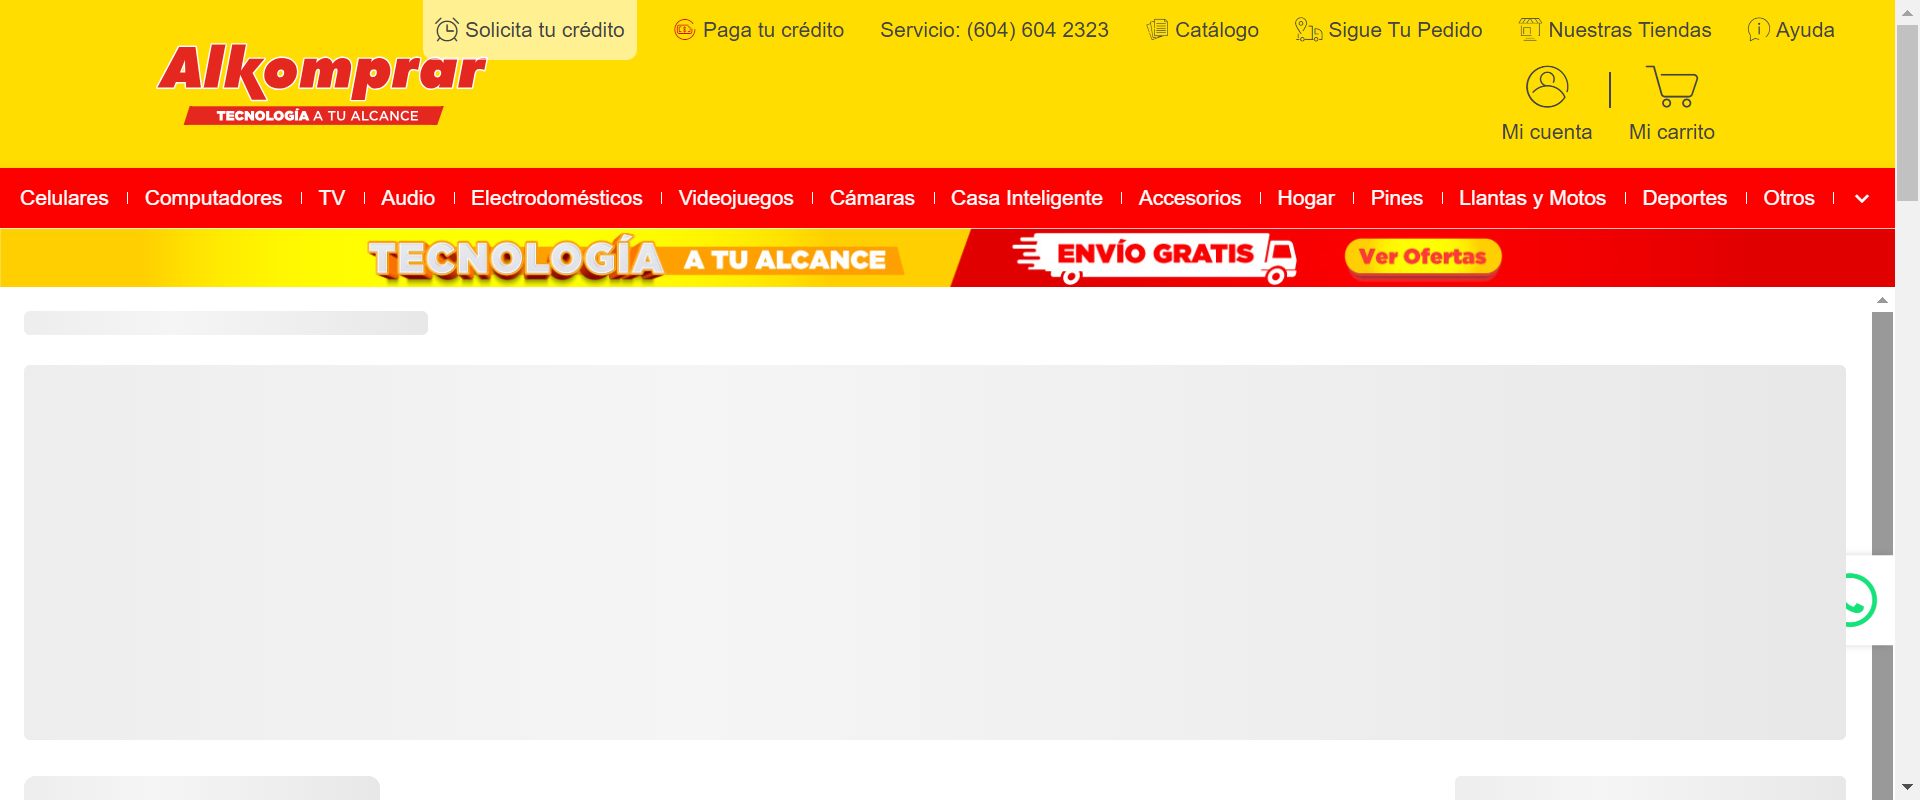 Solicita tu crédito
Paga tu crédito
Servicio: (604) 604 2323
Catálogo
Sigue Tu Pedido
Nuestras Tiendas
Ayuda
Alkomprar
TECNOLOGÍA A TU ALCANCE
Mi cuenta
Mi carrito
Celulares
Computadores
TV
Audio
Electrodomésticos
Videojuegos
Cámaras
Casa Inteligente
Accesorios
Hogar
Pines
Llantas y Motos
Deportes
Otros
TECNOLOGÍA A TU ALCANCE
ENVÍO GRATIS
Ver Ofertas